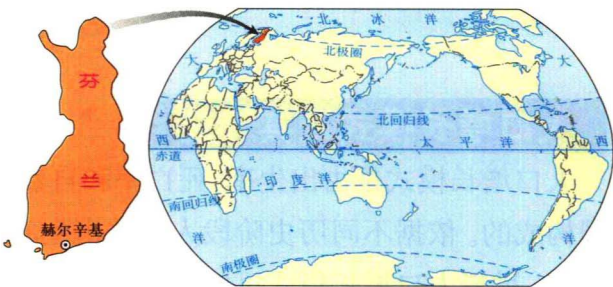 芬
兰
赫尔辛基
北 冰 洋
北极圈
大
大
北回归线
西
太 平 洋
西
赤道
印 度 洋
南回归线
洋
洋
南极圈